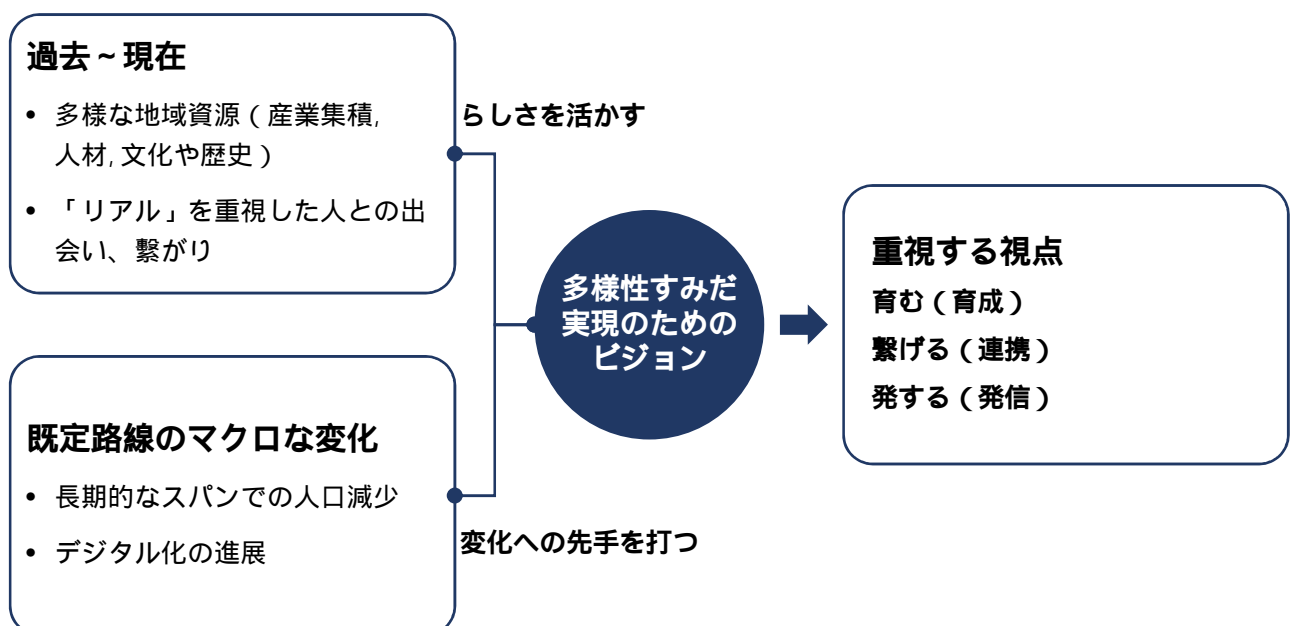 過去~現在
• 多様な地域資源(産業集積,
人材,文化や歴史)
• 「リアル」を重視した人との出
会い、繋がり
らしさを活かす
既定路線のマクロな変化
• 長期的なスパンでの人口減少
• デジタル化の進展
変化への先手を打つ
多様性すみだ
実現のための
ビジョン
重視する視点
育む(育成)
繋げる(連携)
発する(発信)